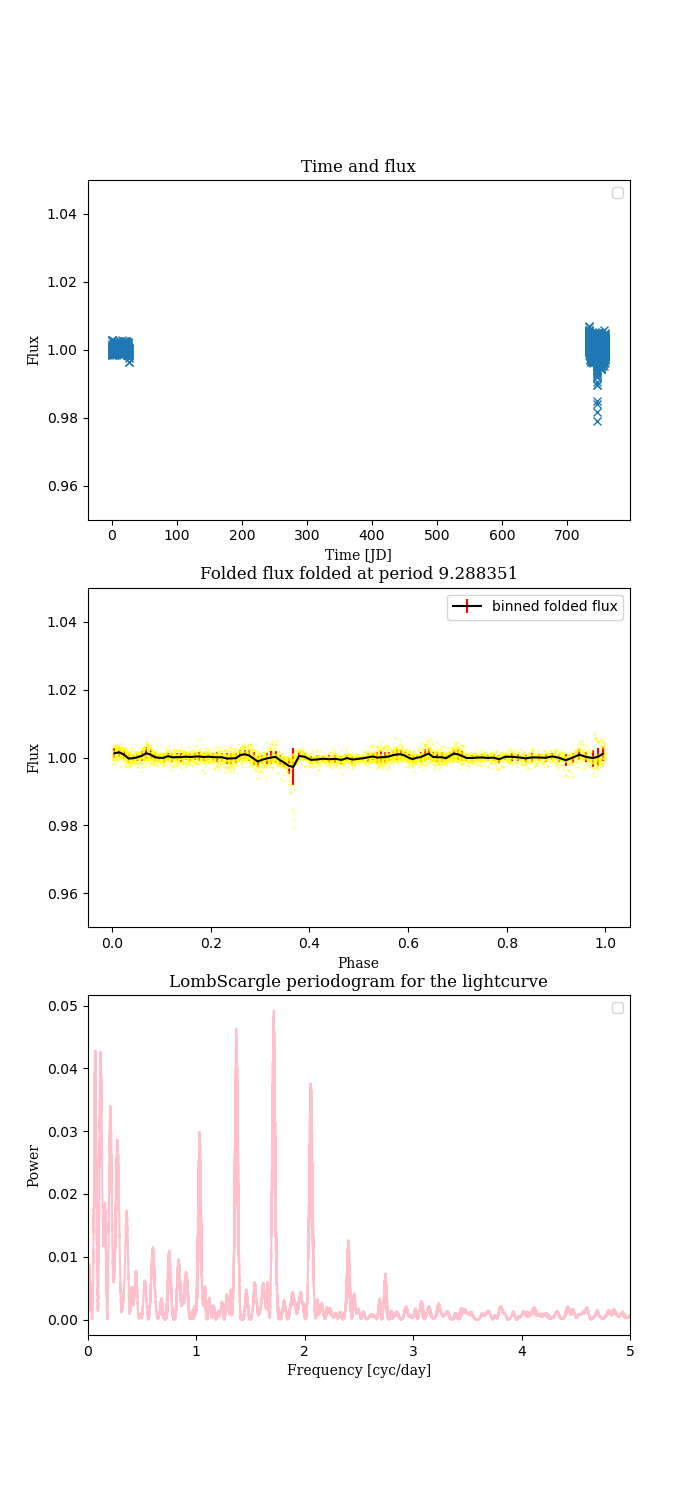 Time and flux
1.04
1.02
1.00
0.98
0.96
Flux
0 100 200 300 400 500 600 700
Time [JD]
Folded flux folded at period 9.288351
binned folded flux
1.04
1.02
1.00
0.98
0.96
Flux
0.0 0.2 0.4 0.6 0.8 1.0
Phase
LombScargle periodogram for the lightcurve
0.05
0.04
0.03
0.02
0.01
0.00
Power
0 1 2 3 4 5
Frequency [cyc/day]